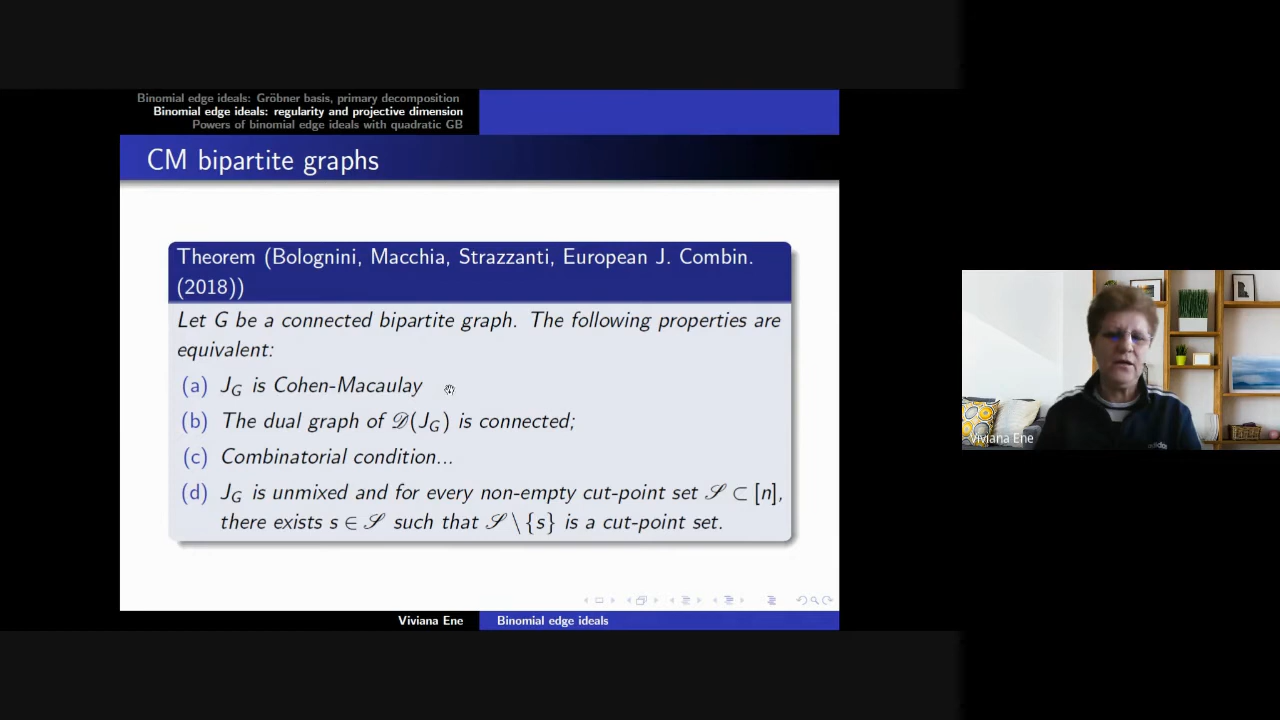 Binomial edge ideals: Gröbner basis, primary decomposition
Binomial edge ideals: regularity and projective dimension
Powers of binomial edge ideals with quadratic GB
CM bipartite graphs
Theorem (Bolognini, Macchia, Strazzanti, European J. Combin.
(2018))
Let G be a connected bipartite graph. The following properties are
equivalent:
(a) J_G is Cohen-Macaulay
(b) The dual graph of 𝒟(J_G) is connected;
(c) Combinatorial condition...
(d) J_G is unmixed and for every non-empty cut-point set 𝒮 ⊂ [n],
there exists s ∈ 𝒮 such that 𝒮 \ {s} is a cut-point set.
Viviana Ene
Binomial edge ideals
Viviana Ene
adidas